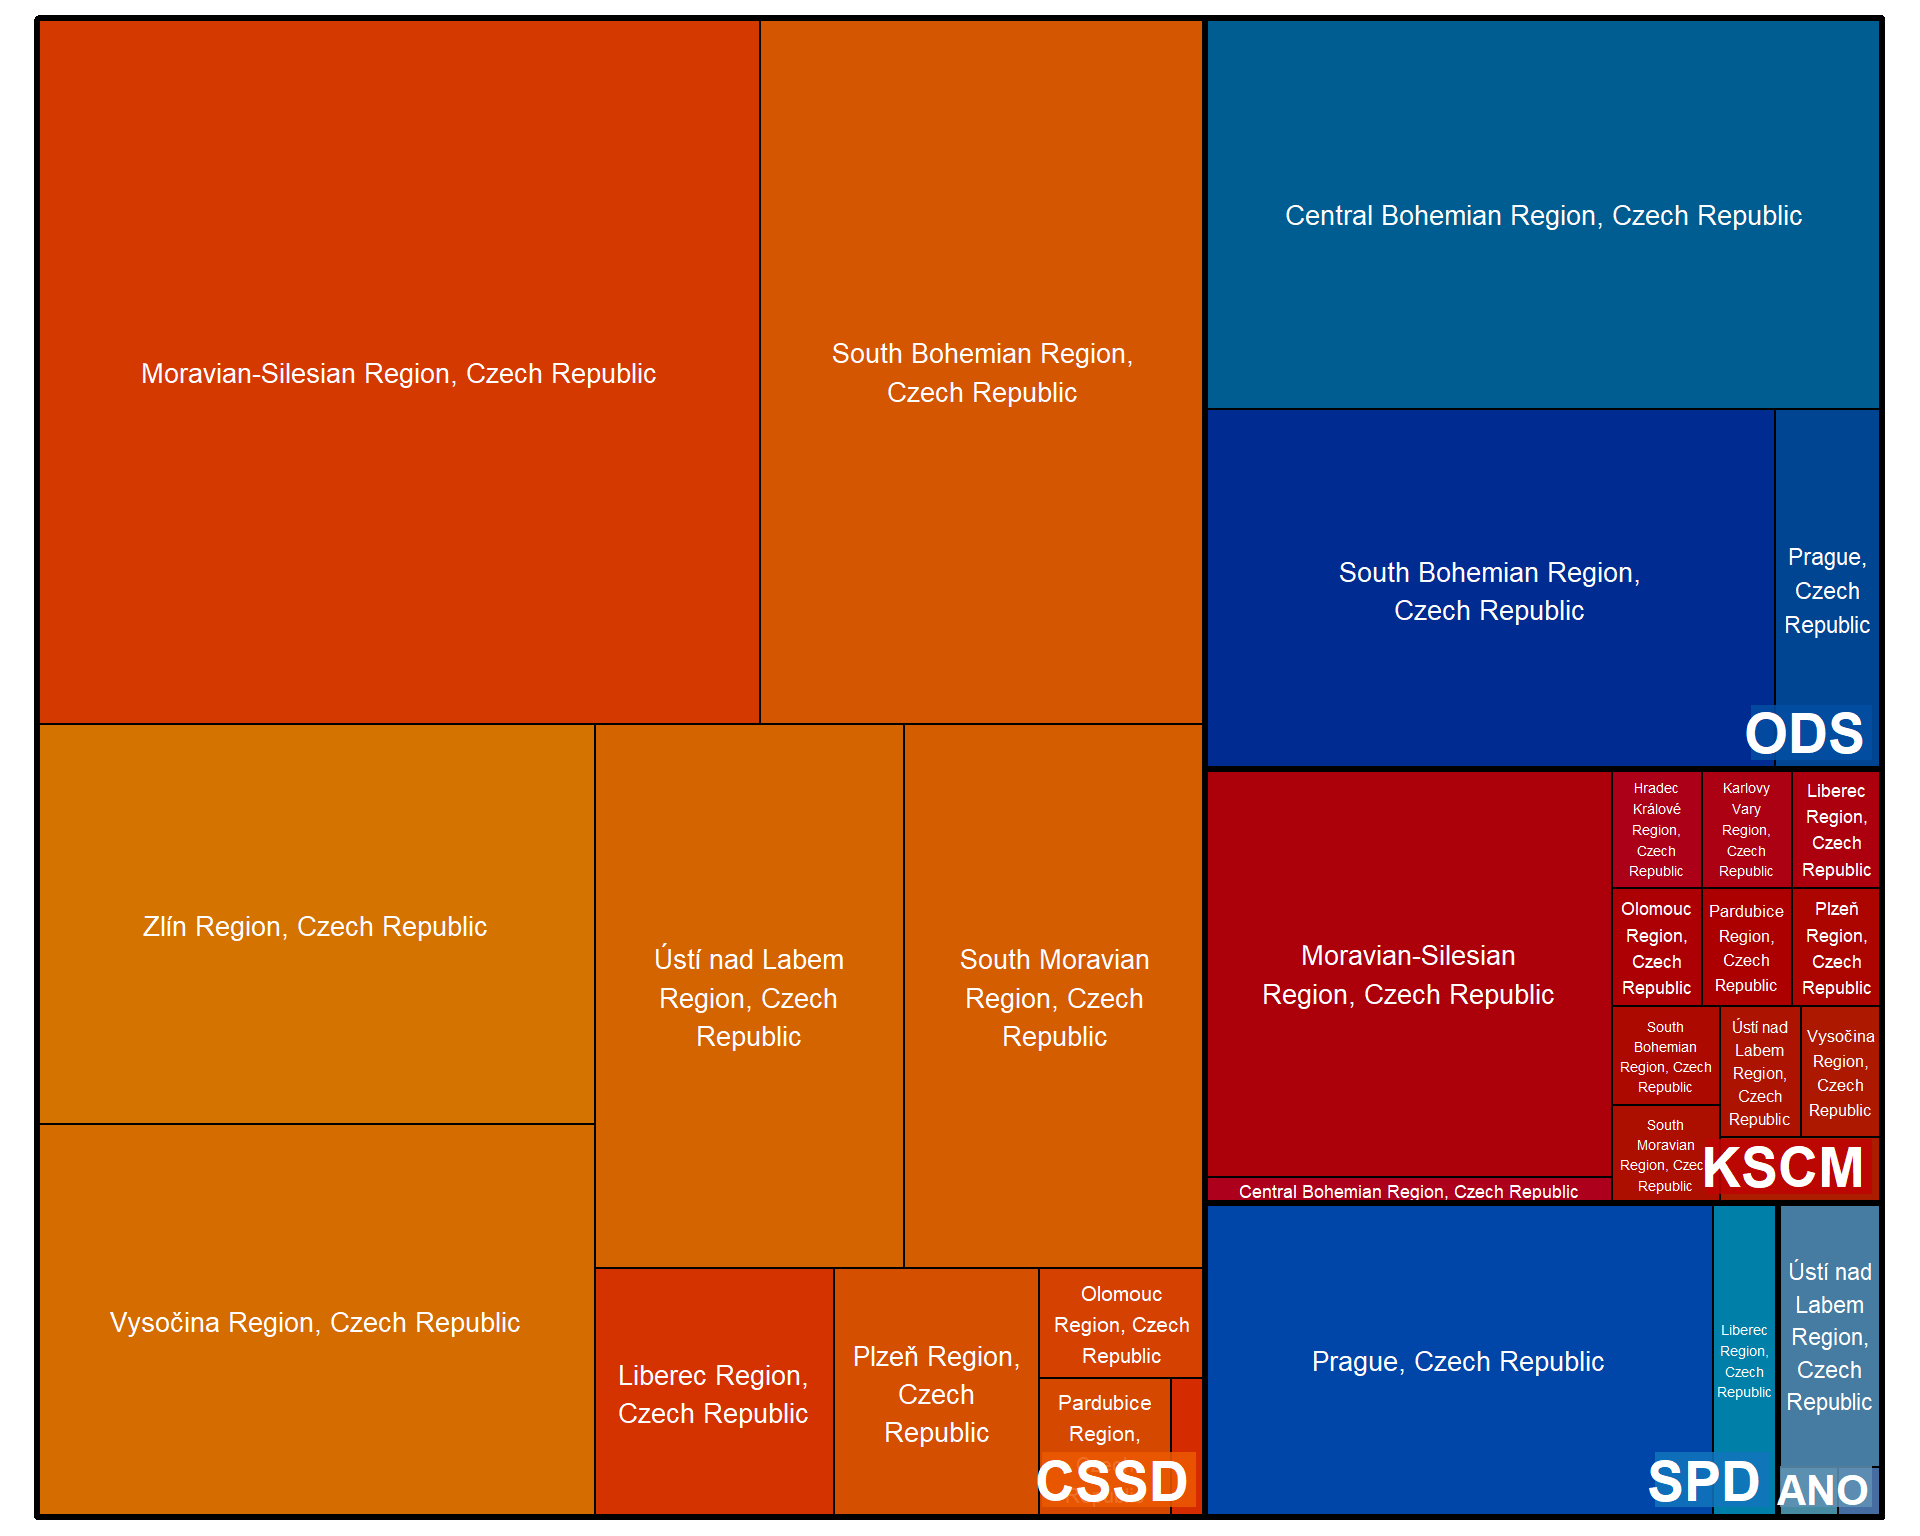 Moravian-Silesian Region, Czech Republic
South Bohemian Region,
Czech Republic
Zlín Region, Czech Republic
Vysočina Region, Czech Republic
Ústí nad Labem
Region, Czech
Republic
South Moravian
Region, Czech
Republic
Liberec Region,
Czech Republic
Plzeň Region,
Czech
Republic
Olomouc
Region, Czech
Republic
Pardubice
Region,
CSSD
Central Bohemian Region, Czech Republic
South Bohemian Region,
Czech Republic
Prague,
Czech
Republic
ODS
Moravian-Silesian
Region, Czech Republic
Central Bohemian Region, Czech Republic
Hradec
Králové
Region,
Czech
Republic
Karlovy
Vary
Region,
Czech
Republic
Liberec
Region,
Czech
Republic
Olomouc
Region,
Czech
Republic
Pardubice
Region,
Czech
Republic
Plzeň
Region,
Czech
Republic
South
Bohemian
Region, Czech
Republic
Ústí nad
Labem
Region,
Czech
Republic
Vysočina
Region,
Czech
Republic
South
Moravian
Region, Czech
Republic
KSCM
Prague, Czech Republic
Liberec
Region,
Czech
Republic
SPD
Ústí nad
Labem
Region,
Czech
Republic
ANO